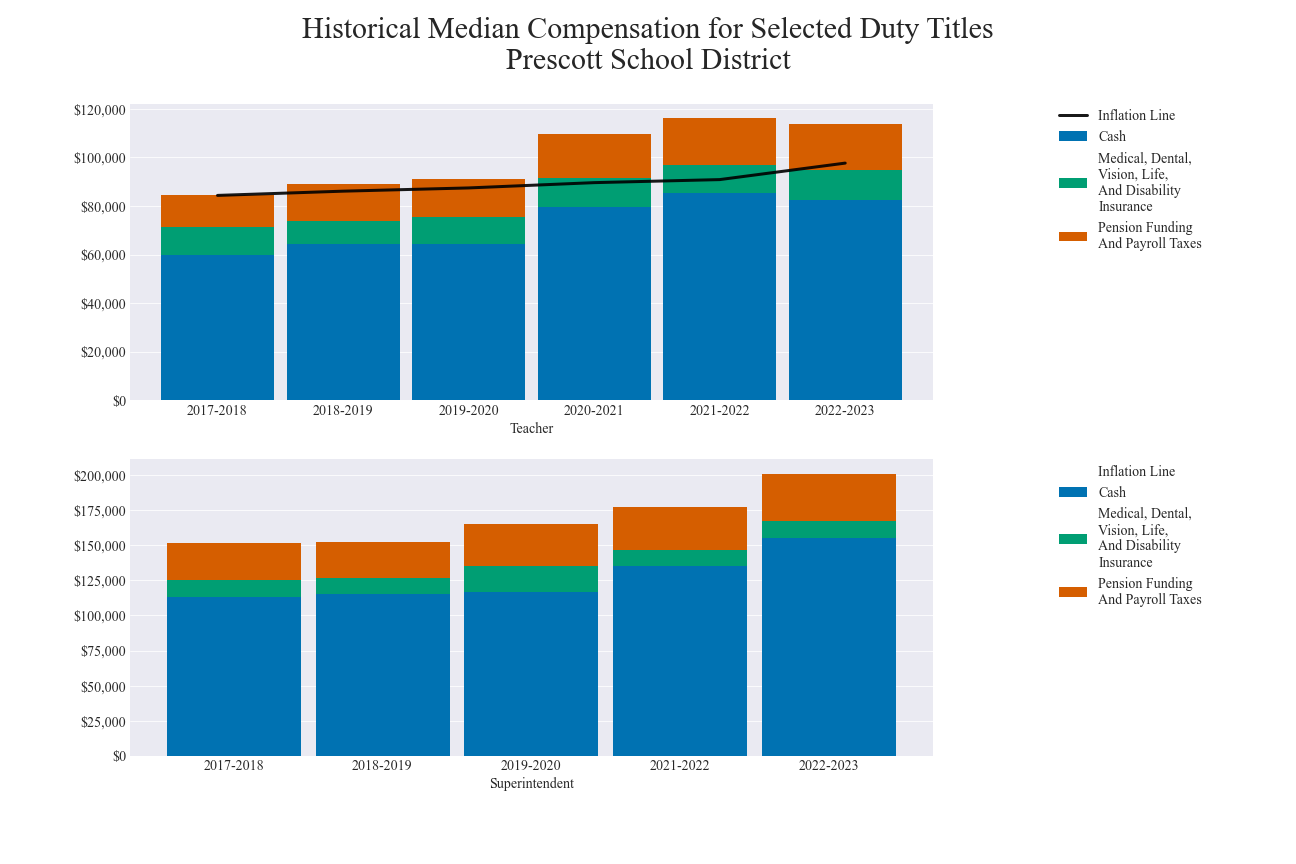 Historical Median Compensation for Selected Duty Titles
Prescott School District
$120,000
$100,000
$80,000
$60,000
$40,000
$20,000
$0
2017-2018 2018-2019 2019-2020 2020-2021 2021-2022 2022-2023
Teacher
Inflation Line
Cash
Medical, Dental,
Vision, Life,
And Disability
Insurance
Pension Funding
And Payroll Taxes
$200,000
$175,000
$150,000
$125,000
$100,000
$75,000
$50,000
$25,000
$0
2017-2018 2018-2019 2019-2020 2021-2022 2022-2023
Superintendent
Inflation Line
Cash
Medical, Dental,
Vision, Life,
And Disability
Insurance
Pension Funding
And Payroll Taxes